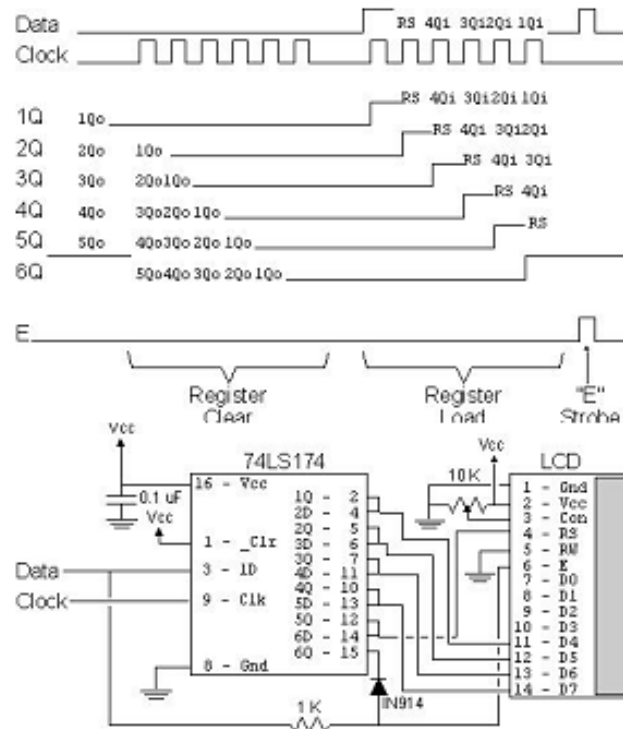 Data RS 4Qi 3Qi2Qi 1Qi
Clock
1Q 1Qo RS 4Qi 3Qi2Qi 1Qi
2Q 2Qo 1Qo RS 4Qi 3Qi2Qi
3Q 3Qo 2Qo1Qo RS 4Qi 3Qi
4Q 4Qo 3Qo2Qo 1Qo RS 4Qi
5Q 5Qo 4Qo3Qo 2Qo 1Qo RS
6Q 5Qo4Qo 3Qo 2Qo 1Qo
E
Register Clear
Register Load
"E" Strobe
Vcc
0.1 uF
Vcc
Data
Clock
74LS174
16 - Vcc
1 - _Clr
3 - 1D
9 - Clk
8 - Gnd
1Q - 2
2D - 4
2Q - 5
3D - 6
3Q - 7
4D - 11
4Q - 10
5D - 13
5Q - 12
6D - 14
6Q - 15
1K
IN914
10K
Vcc
LCD
1 - Gnd
2 - Vcc
3 - Con
4 - RS
5 - RW
6 - E
7 - D0
8 - D1
9 - D2
10 - D3
11 - D4
12 - D5
13 - D6
14 - D7